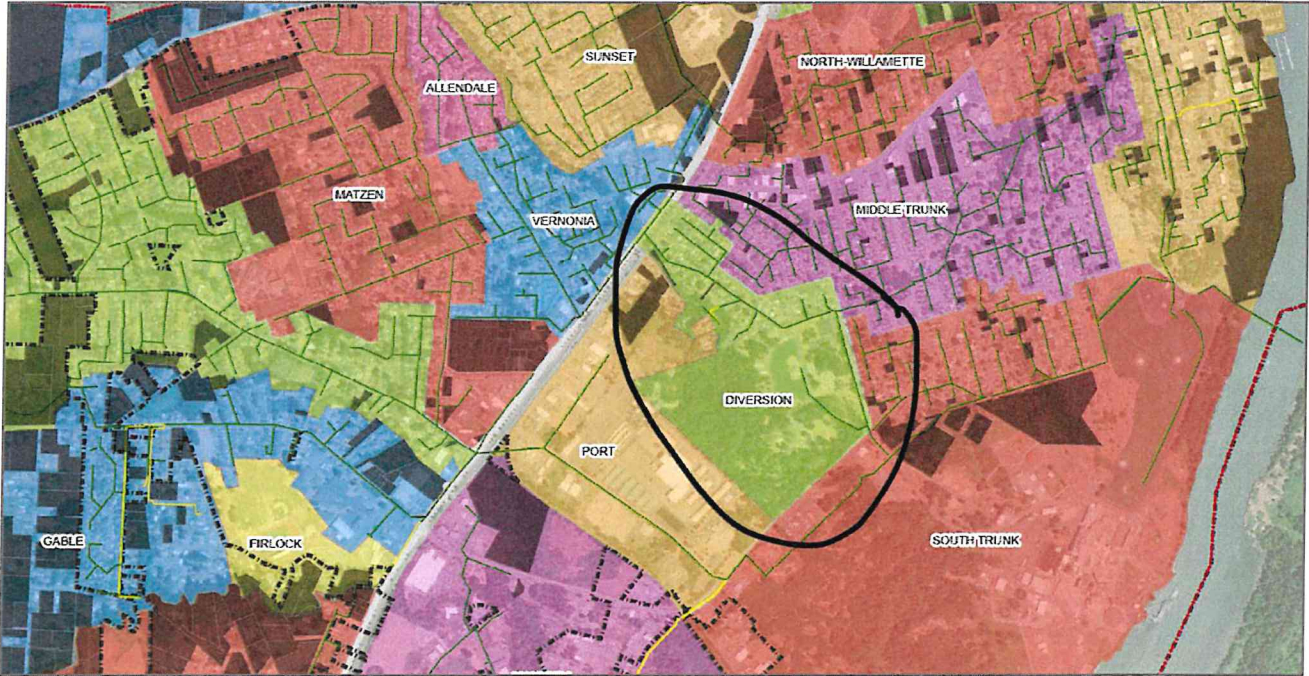 SUNSET
NORTH-WILLAMETTE
ALLENDALE
MATZEN
VERNONIA
MIDDLE TRUNK
DIVERSION
PORT
GABLE
FIRLOCK
SOUTH TRUNK